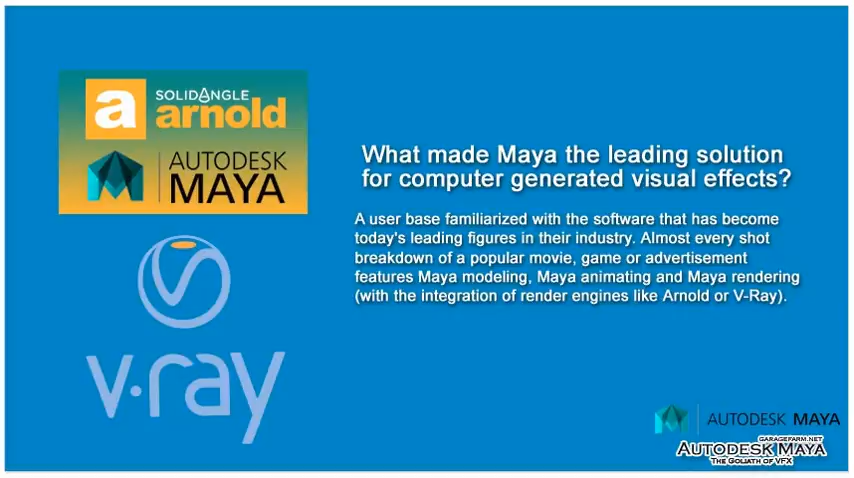 a
SOLIDANGLE
arnold
AUTODESK
MAYA
v·ray
What made Maya the leading solution
for computer generated visual effects?
A user base familiarized with the software that has become
today's leading figures in their industry. Almost every shot
breakdown of a popular movie, game or advertisement
features Maya modeling, Maya animating and Maya rendering
(with the integration of render engines like Arnold or V-Ray).
AUTODESK MAYA
GARAGEFARM.NET
AUTODESK MAYA
THE GOLIATH OF VFX